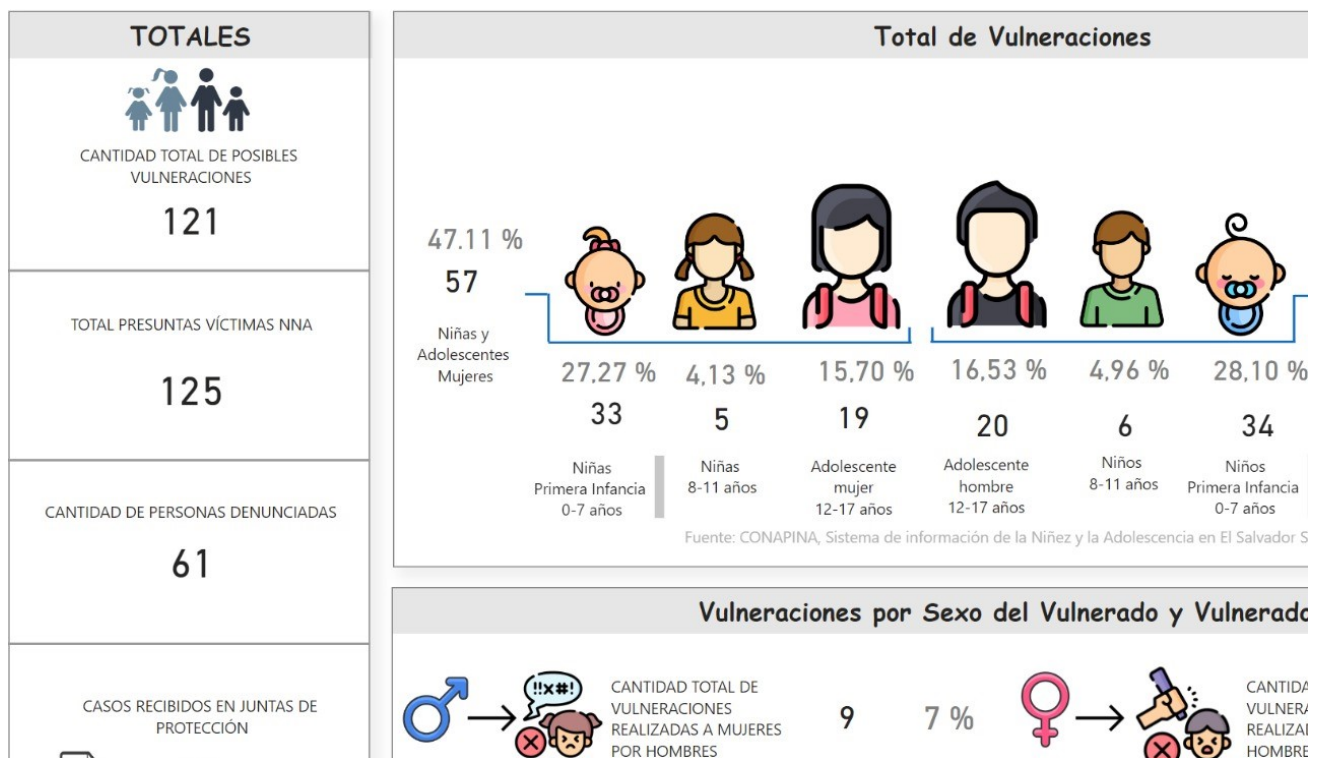 TOTALES
CANTIDAD TOTAL DE POSIBLES
VULNERACIONES
121
TOTAL PRESUNTAS VÍCTIMAS NNA
125
CANTIDAD DE PERSONAS DENUNCIADAS
61
CASOS RECIBIDOS EN JUNTAS DE
PROTECCIÓN
Total de Vulneraciones
47.11 %
57
Niñas y
Adolescentes
Mujeres
27,27 %
33
Niñas
Primera Infancia
0-7 años
4,13 %
5
Niñas
8-11 años
15,70 %
19
Adolescente
mujer
12-17 años
16,53 %
20
Adolescente
hombre
12-17 años
4,96 %
6
Niños
8-11 años
28,10 %
34
Niños
Primera Infancia
0-7 años
Fuente: CONAPINA, Sistema de información de la Niñez y la Adolescencia en El Salvador S
Vulneraciones por Sexo del Vulnerado y Vulnerado
!!x#!
CANTIDAD TOTAL DE
VULNERACIONES
REALIZADAS A MUJERES
POR HOMBRES
9
7 %
CANTIDA
VULNERA
REALIZA
HOMBRE